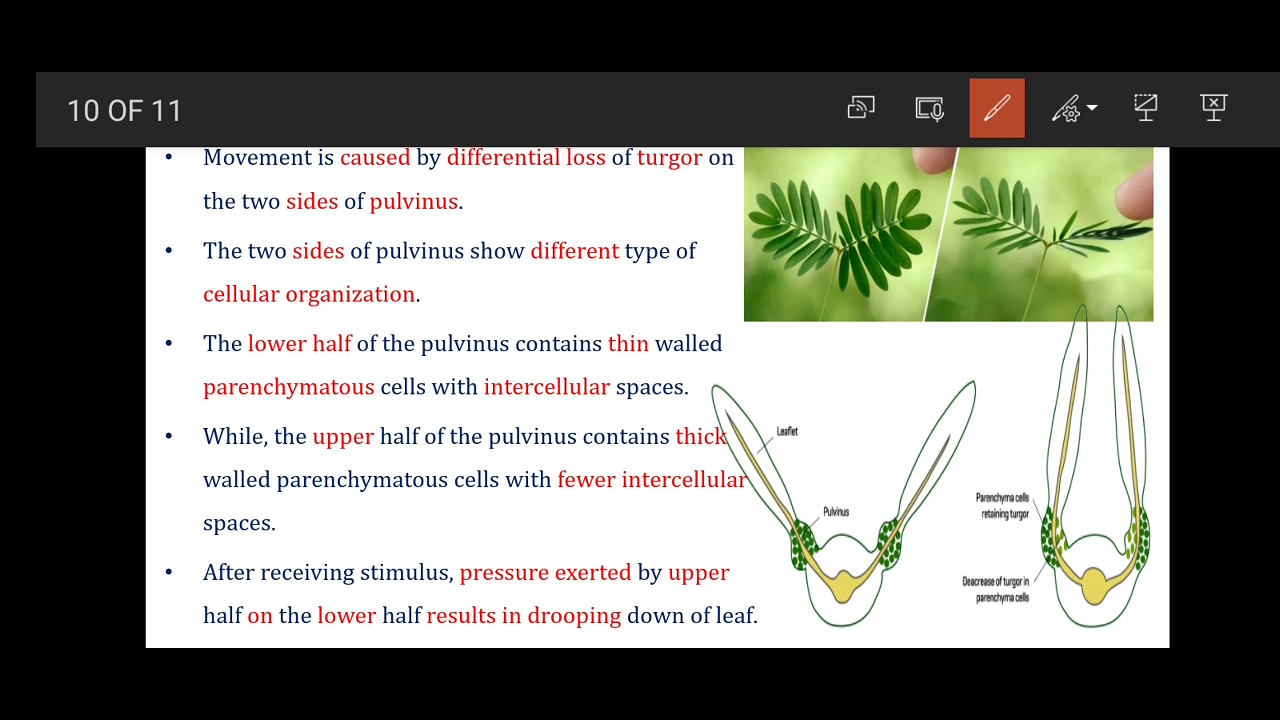 10 OF 11
• Movement is caused by differential loss of turgor on
the two sides of pulvinus.
• The two sides of pulvinus show different type of
cellular organization.
• The lower half of the pulvinus contains thin walled
parenchymatous cells with intercellular spaces.
• While, the upper half of the pulvinus contains thick
walled parenchymatous cells with fewer intercellular
spaces.
• After receiving stimulus, pressure exerted by upper
half on the lower half results in drooping down of leaf.
Leaflet
Pulvinus
Parenchyma cells
retaining turgor
Deacrease of turgor in
parenchyma cells